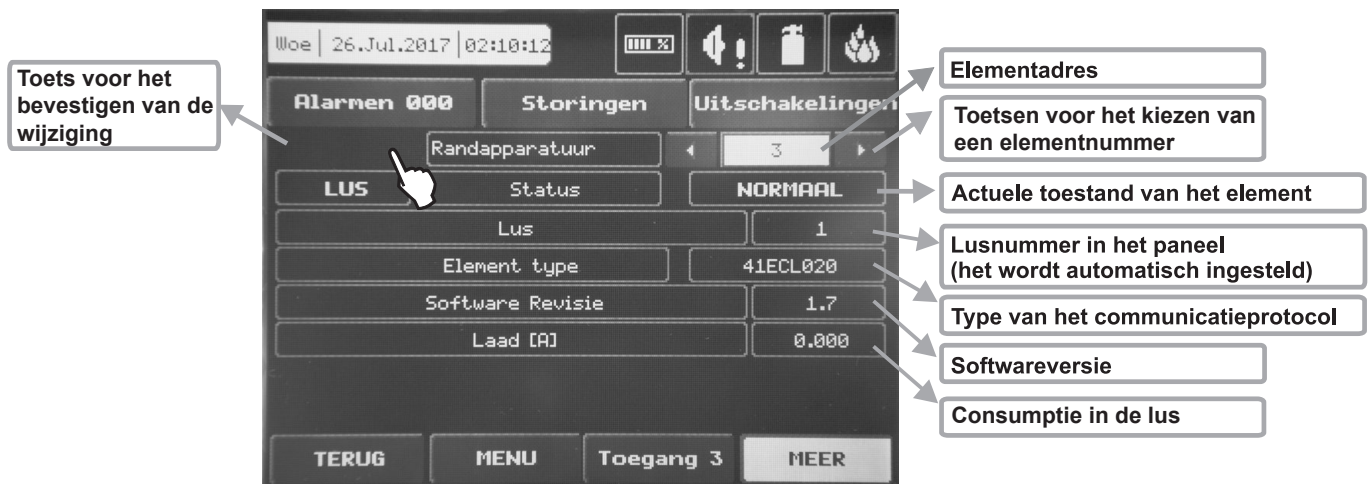 Toets voor het
bevestigen van de
wijziging
Woe 26.Jul.2017 02:10:12
%
Alarmen 000 Storingen Uitschakelingen
Randapparatuur 3
LUS Status NORMAAL
Lus 1
Element type 41ECL020
Software Revisie 1.7
Laad [A] 0.000
TERUG MENU Toegang 3 MEER
Elementadres
Toetsen voor het kiezen van
een elementnummer
Actuele toestand van het element
Lusnummer in het paneel
(het wordt automatisch ingesteld)
Type van het communicatieprotocol
Softwareversie
Consumptie in de lus